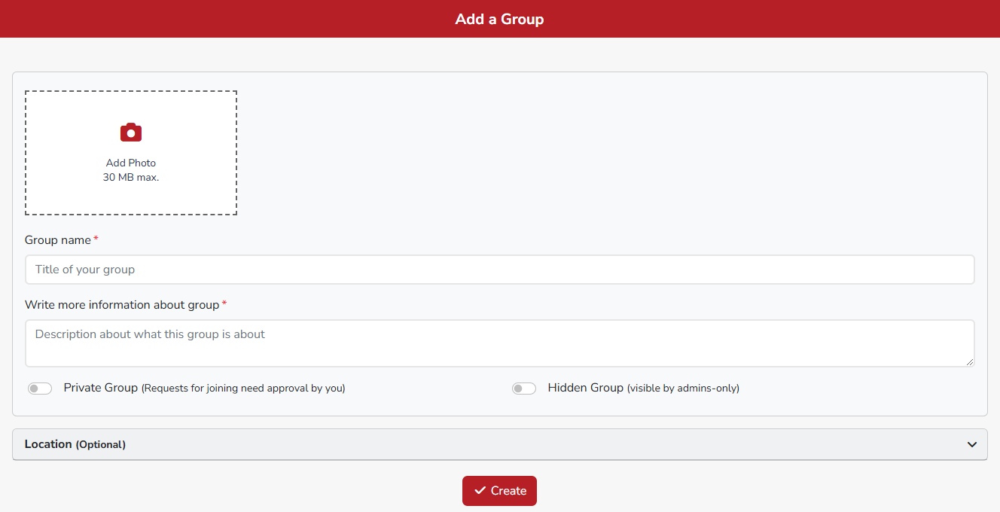 Add a Group
Add Photo
30 MB max.
Group name *
Title of your group
Write more information about group *
Description about what this group is about
Private Group (Requests for joining need approval by you)
Hidden Group (visible by admins-only)
Location (Optional)
Create